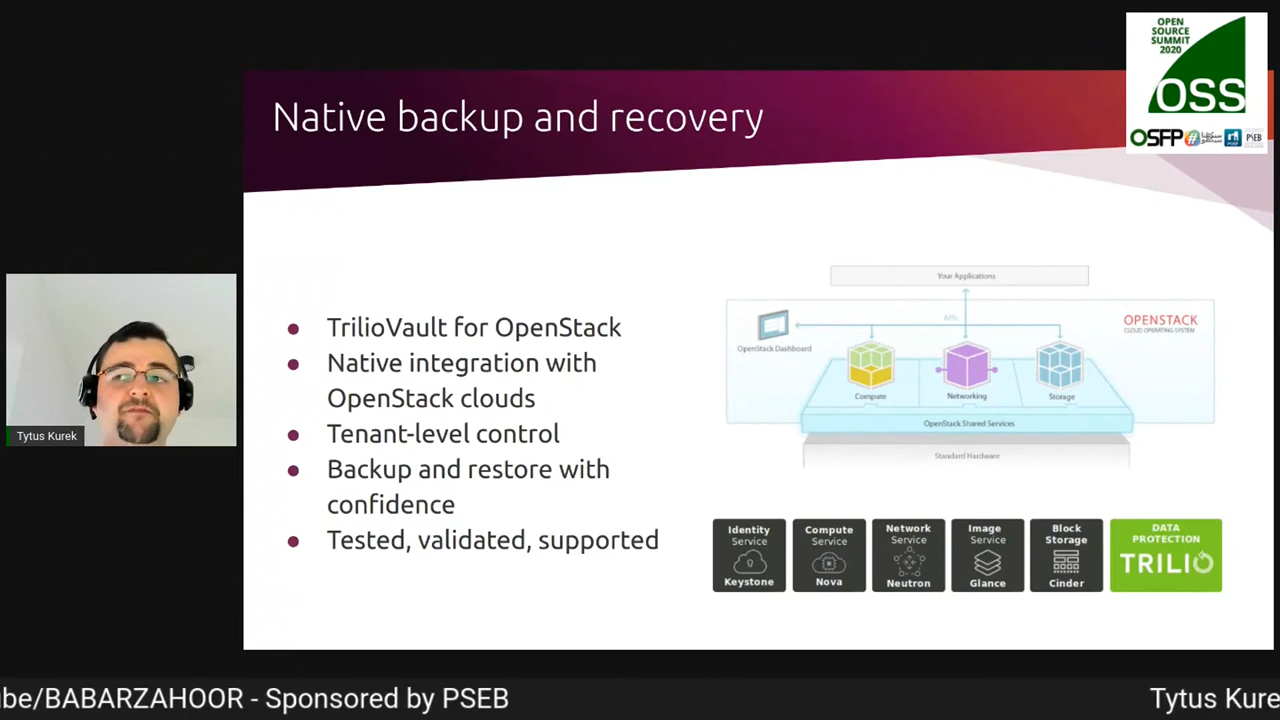 OPEN
SOURCE
SUMMIT
2020
OSS
OSFP
PSEB
Native backup and recovery
TrilioVault for OpenStack
Native integration with
OpenStack clouds
Tenant-level control
Backup and restore with
confidence
Tested, validated, supported
Your Applications
APIs
OPENSTACK
CLOUD OPERATING SYSTEM
OpenStack Dashboard
Compute
Networking
Storage
OpenStack Shared Services
Standard Hardware
Identity
Service
Keystone
Compute
Service
Nova
Network
Service
Neutron
Image
Service
Glance
Block
Storage
Cinder
DATA
PROTECTION
TRILIO
Tytus Kurek
be/BABARZAHOOR - Sponsored by PSEB
Tytus Kure